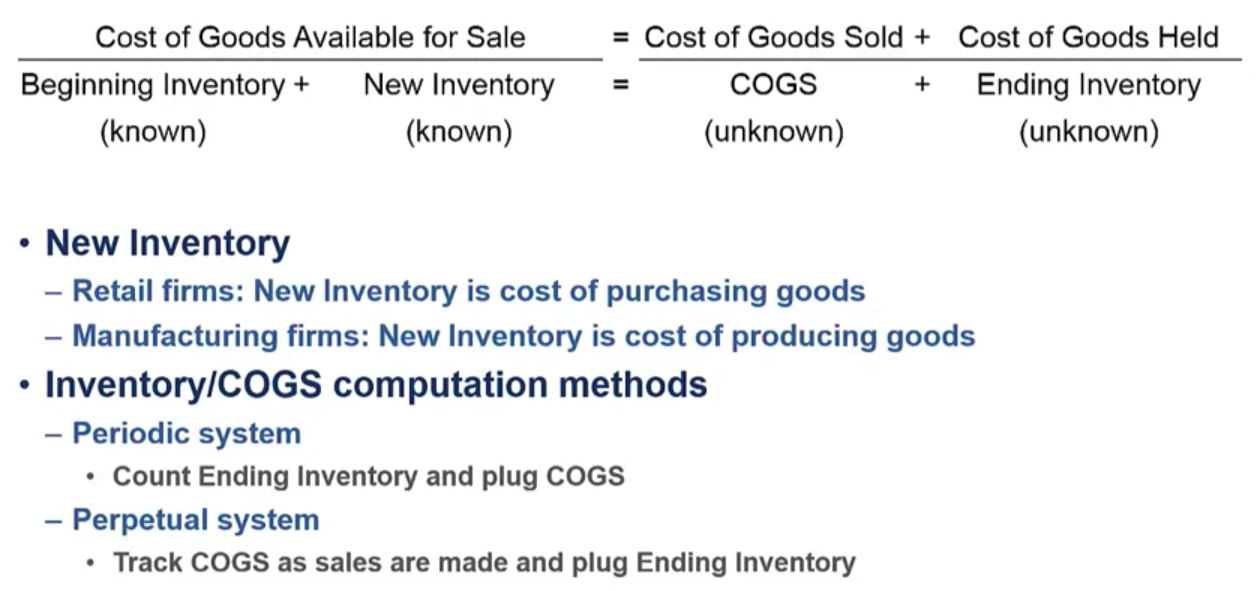 Cost of Goods Available for Sale = Cost of Goods Sold + Cost of Goods Held
Beginning Inventory + New Inventory = COGS + Ending Inventory
(known) (known) (unknown) (unknown)
• New Inventory
– Retail firms: New Inventory is cost of purchasing goods
– Manufacturing firms: New Inventory is cost of producing goods
• Inventory/COGS computation methods
– Periodic system
• Count Ending Inventory and plug COGS
– Perpetual system
• Track COGS as sales are made and plug Ending Inventory